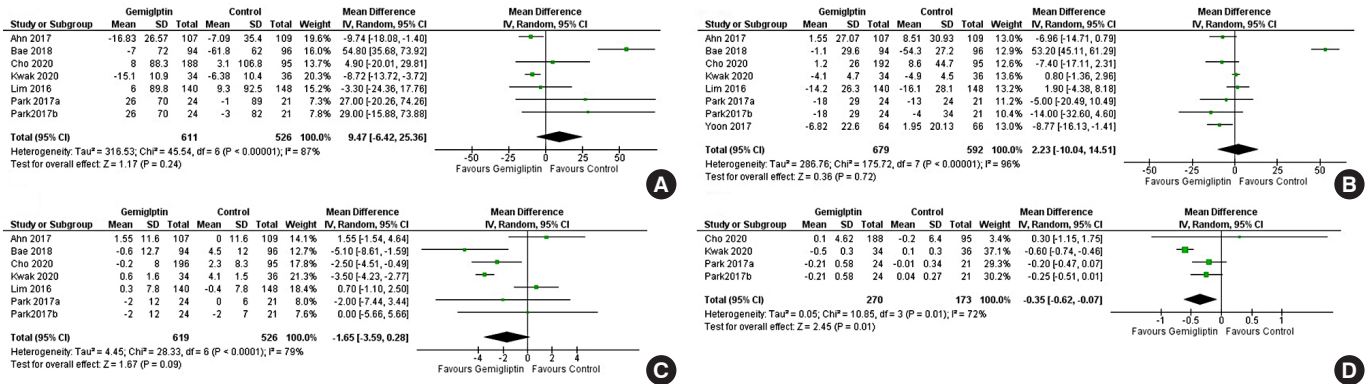 Gemigliptin Control Mean Difference Mean Difference
Study or Subgroup Mean SD Total Mean SD Total Weight IV, Random, 95% CI IV, Random, 95% CI
Ahn 2017 -16.83 26.57 107 -7.09 35.4 109 19.6% -9.74 [-18.08, -1.40]
Bae 2018 -7 72 94 -61.8 62 96 16.0% 54.80 [35.68, 73.92]
Cho 2020 8 88.3 188 3.1 106.8 95 13.5% 4.90 [-20.01, 29.81]
Kwak 2020 -15.1 10.9 34 -6.38 10.4 36 20.5% -8.72 [-13.72, -3.72]
Lim 2016 6 89.8 140 9.3 92.5 148 15.2% -3.30 [-24.36, 17.76]
Park 2017a 26 70 24 -1 89 21 7.3% 27.00 [-20.26, 74.26]
Park2017b 26 70 24 -3 82 21 7.8% 29.00 [-15.88, 73.88]
Total (95% CI) 611 526 100.0% 9.47 [-6.42, 25.36]
Heterogeneity: Tau² = 316.53; Chi² = 45.54, df = 6 (P < 0.00001); I² = 87%
Test for overall effect: Z = 1.17 (P = 0.24)
-50 -25 0 25 50
Favours Gemigliptin Favours Control
A
Gemigliptin Control Mean Difference Mean Difference
Study or Subgroup Mean SD Total Mean SD Total Weight IV, Random, 95% CI IV, Random, 95% CI
Ahn 2017 1.55 27.07 107 8.51 30.93 109 13.4% -6.96 [-14.71, 0.79]
Bae 2018 -1.1 29.6 94 -54.3 27.2 96 13.3% 53.20 [45.11, 61.29]
Cho 2020 1.2 26 192 8.6 44.7 95 13.0% -7.40 [-17.11, 2.31]
Kwak 2020 -4.1 4.7 34 -4.9 4.5 36 14.0% 0.80 [-1.36, 2.96]
Lim 2016 -14.2 26.3 140 -16.1 28.1 148 13.6% 1.90 [-4.38, 8.18]
Park 2017a -18 29 24 -13 24 21 11.7% -5.00 [-20.49, 10.49]
Park2017b -18 29 24 -4 34 21 11.0% -14.00 [-32.60, 4.60]
Yoon 2017 -6.82 22.6 64 1.95 20.13 66 13.4% -8.77 [-16.13, -1.41]
Total (95% CI) 679 592 100.0% 2.23 [-10.04, 14.51]
Heterogeneity: Tau² = 286.76; Chi² = 175.72, df = 7 (P < 0.00001); I² = 96%
Test for overall effect: Z = 0.36 (P = 0.72)
-50 -25 0 25 50
Favours Gemigliptin Favours Control
B
Gemiglptin Control Mean Difference Mean Difference
Study or Subgroup Mean SD Total Mean SD Total Weight IV, Random, 95% CI IV, Random, 95% CI
Ahn 2017 1.55 11.6 107 0 11.6 109 14.1% 1.55 [-1.54, 4.64]
Bae 2018 -0.6 12.7 94 4.5 12 96 12.7% -5.10 [-8.61, -1.59]
Cho 2020 -0.2 8 196 2.3 8.3 95 17.5% -2.50 [-4.51, -0.49]
Kwak 2020 0.6 1.6 34 4.1 1.5 36 21.3% -3.50 [-4.23, -2.77]
Lim 2016 0.3 7.8 140 -0.4 7.8 148 18.4% 0.70 [-1.10, 2.50]
Park 2017a -2 12 24 0 6 21 8.0% -2.00 [-7.44, 3.44]
Park2017b -2 12 24 -2 7 21 7.6% 0.00 [-5.66, 5.66]
Total (95% CI) 619 526 100.0% -1.65 [-3.59, 0.28]
Heterogeneity: Tau² = 4.45; Chi² = 28.33, df = 6 (P < 0.0001); I² = 79%
Test for overall effect: Z = 1.67 (P = 0.09)
-4 -2 0 2 4
Favours Gemigliptin Favours Control
C
Gemiglptin Control Mean Difference Mean Difference
Study or Subgroup Mean SD Total Mean SD Total Weight IV, Random, 95% CI IV, Random, 95% CI
Cho 2020 0.1 4.62 188 -0.2 6.4 95 3.4% 0.30 [-1.15, 1.75]
Kwak 2020 -0.5 0.3 34 0.1 0.3 36 37.1% -0.60 [-0.74, -0.46]
Park 2017a -0.21 0.58 24 -0.01 0.34 21 29.3% -0.20 [-0.47, 0.07]
Park2017b -0.21 0.58 24 0.04 0.27 21 30.1% -0.25 [-0.51, 0.01]
Total (95% CI) 270 173 100.0% -0.35 [-0.62, -0.07]
Heterogeneity: Tau² = 0.05; Chi² = 10.85, df = 3 (P = 0.01); I² = 72%
Test for overall effect: Z = 2.45 (P = 0.01)
-1 -0.5 0 0.5 1
Favours Gemigliptin Favours Control
D